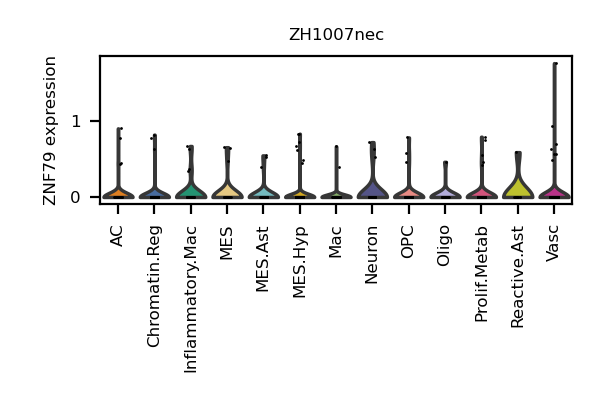 ZH1007nec
ZNF79 expression
1
0
AC
Chromatin.Reg
Inflammatory.Mac
MES
MES.Ast
MES.Hyp
Mac
Neuron
OPC
Oligo
Prolif.Metab
Reactive.Ast
Vasc